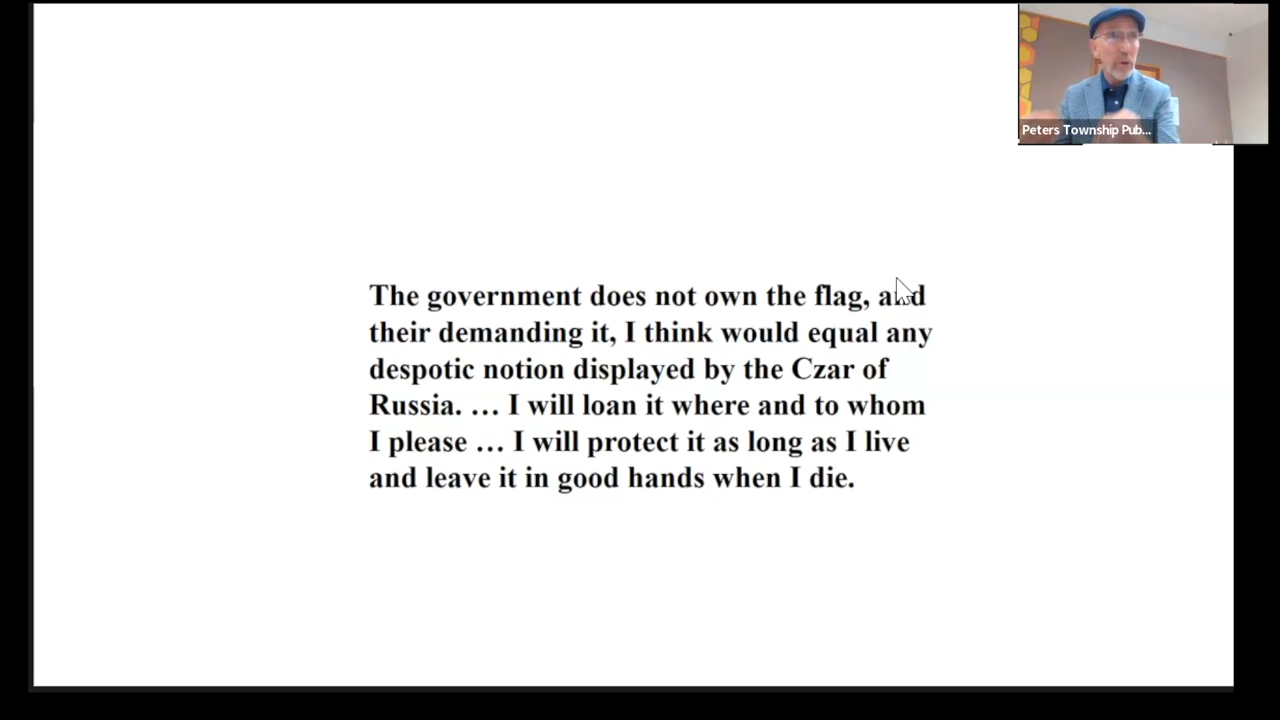 Peters Township Pub...
The government does not own the flag, and
their demanding it, I think would equal any
despotic notion displayed by the Czar of
Russia. … I will loan it where and to whom
I please … I will protect it as long as I live
and leave it in good hands when I die.